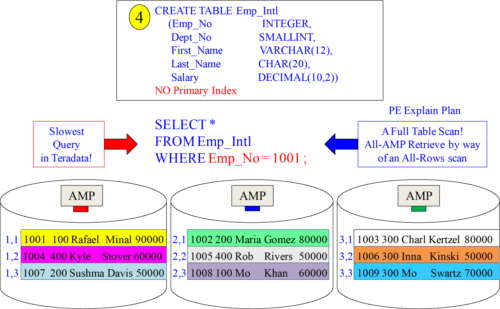 4
CREATE TABLE Emp_Intl
(Emp_No INTEGER,
Dept_No SMALLINT,
First_Name VARCHAR(12),
Last_Name CHAR(20),
Salary DECIMAL(10,2))
NO Primary Index
PE Explain Plan
Slowest
Query
in Teradata!
SELECT *
FROM Emp_Intl
WHERE Emp_No = 1001 ;
A Full Table Scan!
All-AMP Retrieve by way
of an All-Rows scan
AMP
1,1 1001 100 Rafael Minal 90000
1,2 1004 400 Kyle Stover 60000
1,3 1007 200 Sushma Davis 50000
AMP
2,1 1002 200 Maria Gomez 80000
2,2 1005 400 Rob Rivers 50000
2,3 1008 100 Mo Khan 60000
AMP
3,1 1003 300 Charl Kertzel 80000
3,2 1006 300 Inna Kinski 50000
3,3 1009 300 Mo Swartz 70000